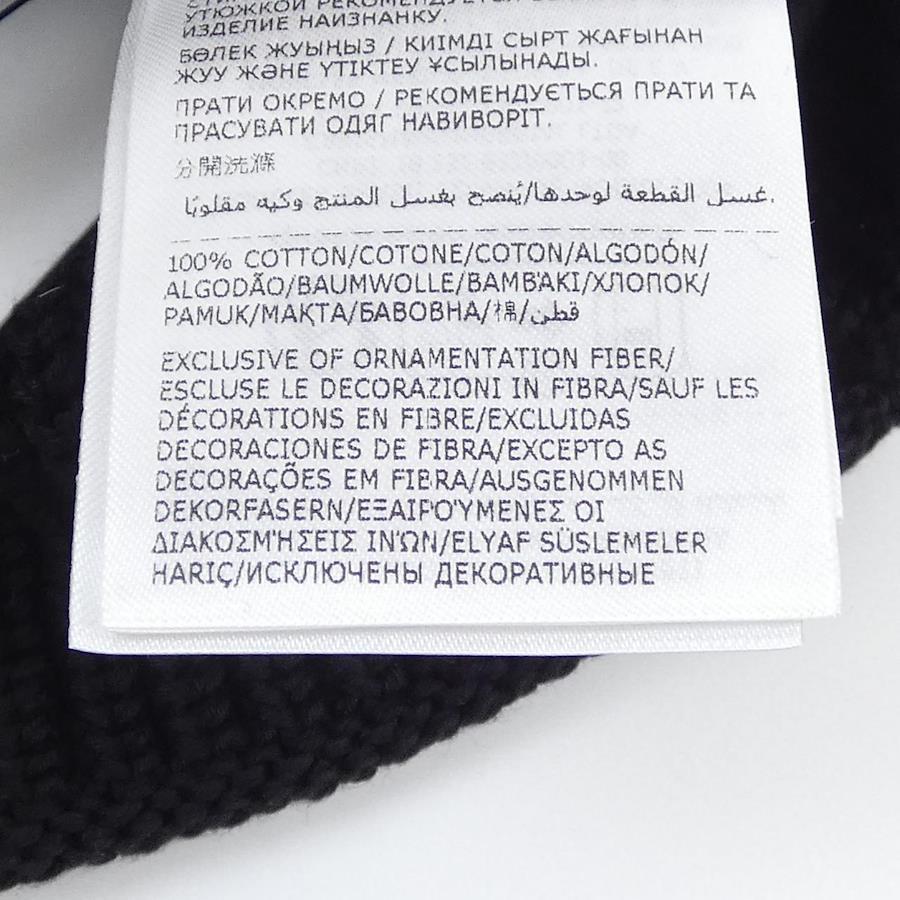 УТЮЖКОЙ РЕКОМЕНДУЕТСЯ
ИЗДЕЛИЕ НАИЗНАНКУ.
БӨЛЕК ЖУЫҢЫЗ / КИІМДІ СЫРТ ЖАҒЫНАН
ЖУУ ЖӘНЕ ҮТІКТЕУ ҰСЫЛЫНАДЫ.
ПРАТИ ОКРЕМО / РЕКОМЕНДУЄТЬСЯ ПРАТИ ТА
ПРАСУВАТИ ОДЯГ НАВИВОРІТ.
分開洗滌
غسل القطعة لوحدها/يُنصح بغسل المنتج وكيه مقلوبًا.
100% COTTON/COTONE/COTON/ALGODÓN/
ALGODÃO/BAUMWOLLE/ΒΑΜΒΆΚΙ/ХЛОПОК/
PAMUK/МАҚТА/БАВОВНА/棉/قطن
EXCLUSIVE OF ORNAMENTATION FIBER/
ESCLUSE LE DECORAZIONI IN FIBRA/SAUF LES
DÉCORATIONS EN FIBRE/EXCLUIDAS
DECORACIONES DE FIBRA/EXCEPTO AS
DECORAÇÕES EM FIBRA/AUSGENOMMEN
DEKORFASERN/ΕΞΑΙΡΟΎΜΕΝΕΣ ΟΙ
ΔΙΑΚΟΣΜΉΣΕΙΣ ΙΝΏΝ/ELYAF SÜSLEMELER
HARIÇ/ИСКЛЮЧЕНЫ ДЕКОРАТИВНЫЕ